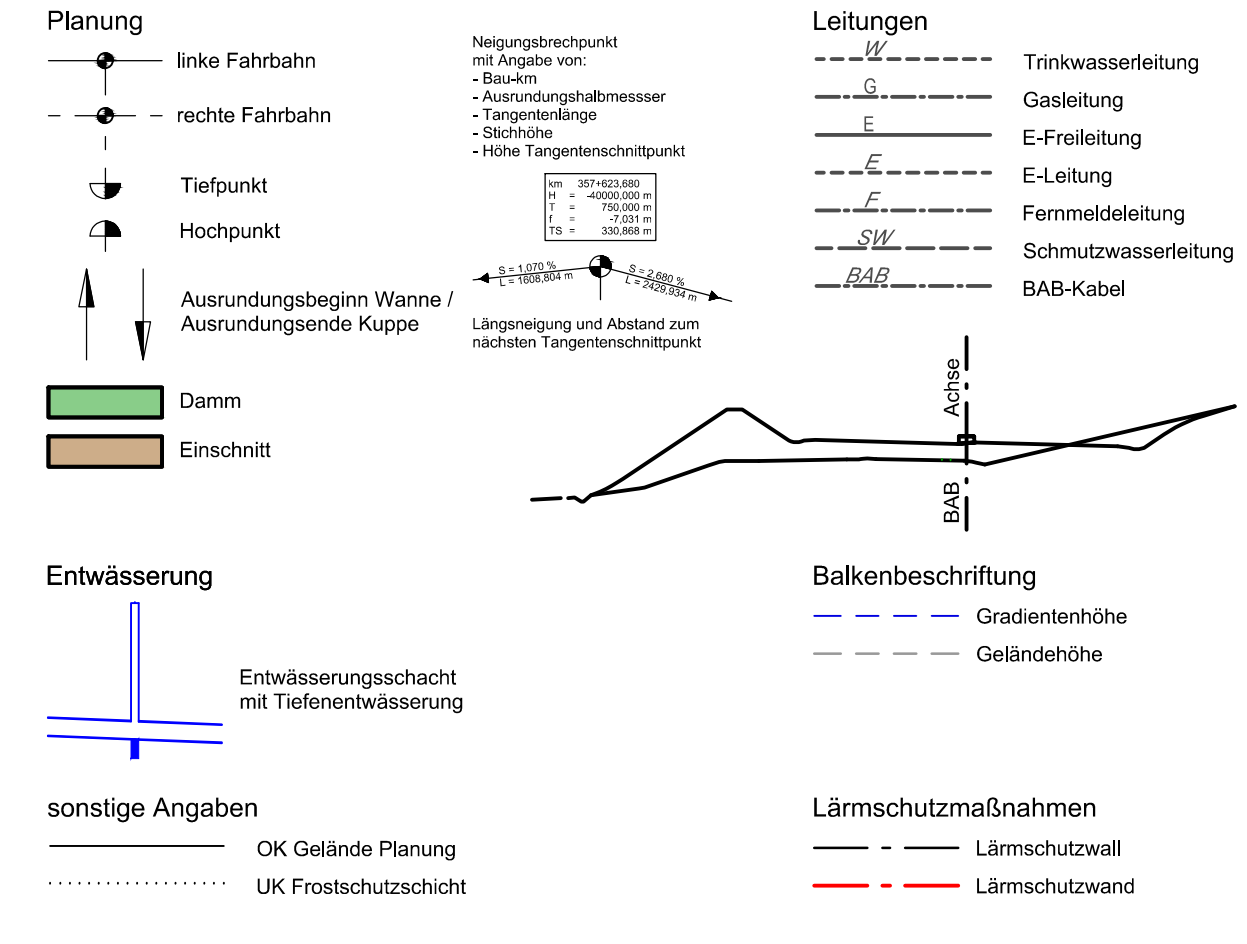 Planung
linke Fahrbahn
rechte Fahrbahn
Tiefpunkt
Hochpunkt
Ausrundungsbeginn Wanne /
Ausrundungsende Kuppe
Damm
Einschnitt
Neigungsbrechpunkt
mit Angabe von:
- Bau-km
- Ausrundungshalbmessser
- Tangentenlänge
- Stichhöhe
- Höhe Tangentenschnittpunkt
km 357+623,680
H = -40000,000 m
T = 750,000 m
f = -7,031 m
TS = 330,868 m
S = 1,070 %
L = 1608,804 m
S = 2,680 %
L = 2429,934 m
Längsneigung und Abstand zum
nächsten Tangentenschnittpunkt
Leitungen
W Trinkwasserleitung
G Gasleitung
E E-Freileitung
E E-Leitung
F Fernmeldeleitung
SW Schmutzwasserleitung
BAB BAB-Kabel
Achse
BAB
Entwässerung
Entwässerungsschacht
mit Tiefenentwässerung
Balkenbeschriftung
Gradientenhöhe
Geländehöhe
sonstige Angaben
OK Gelände Planung
UK Frostschutzschicht
Lärmschutzmaßnahmen
Lärmschutzwall
Lärmschutzwand